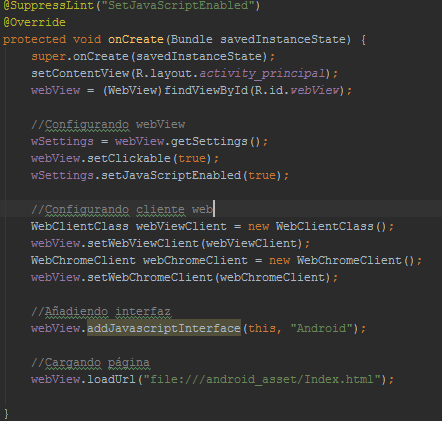 @SuppressLint("SetJavaScriptEnabled")
@Override
protected void onCreate(Bundle savedInstanceState) {
super.onCreate(savedInstanceState);
setContentView(R.layout.activity_principal);
webView = (WebView)findViewById(R.id.webView);
//Configurando webView
wSettings = webView.getSettings();
webView.setClickable(true);
wSettings.setJavaScriptEnabled(true);
//Configurando cliente web
WebClientClass webViewClient = new WebClientClass();
webView.setWebViewClient(webViewClient);
WebChromeClient webChromeClient = new WebChromeClient();
webView.setWebChromeClient(webChromeClient);
//Añadiendo interfaz
webView.addJavascriptInterface(this, "Android");
//Cargando página
webView.loadUrl("file:///android_asset/Index.html");
}